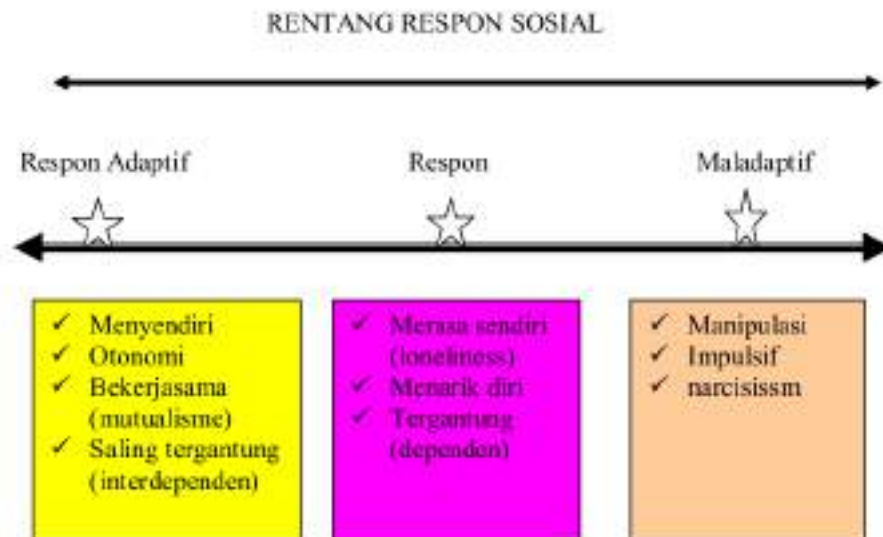 RENTANG RESPON SOSIAL
Respon Adaptif
Respon
Maladaptif
✓ Menyendiri
✓ Otonomi
✓ Bekerjasama
(mutualisme)
✓ Saling tergantung
(interdependen)
✓ Merasa sendiri
(loneliness)
✓ Menarik diri
✓ Tergantung
(dependen)
✓ Manipulasi
✓ Impulsif
✓ narcisissm